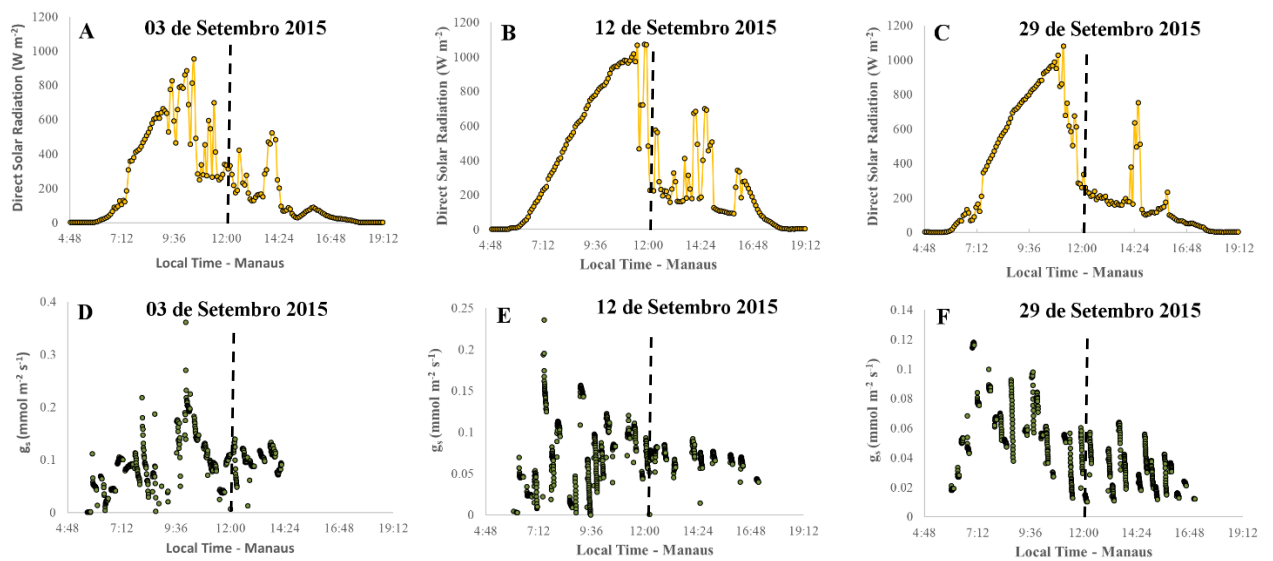 A
03 de Setembro 2015
Direct Solar Radiation (W m-2)
1200
1000
800
600
400
200
0
4:48 7:12 9:36 12:00 14:24 16:48 19:12
Local Time - Manaus
B
12 de Setembro 2015
Direct Solar Radiation (W m-2)
1200
1000
800
600
400
200
0
4:48 7:12 9:36 12:00 14:24 16:48 19:12
Local Time - Manaus
C
29 de Setembro 2015
Direct Solar Radiation (W m-2)
1200
1000
800
600
400
200
0
4:48 7:12 9:36 12:00 14:24 16:48 19:12
Local Time - Manaus
D
03 de Setembro 2015
gs (mmol m-2 s-1)
0.4
0.3
0.2
0.1
0
4:48 7:12 9:36 12:00 14:24 16:48 19:12
Local Time - Manaus
E
12 de Setembro 2015
gs (mmol m-2 s-1)
0.25
0.2
0.15
0.1
0.05
0
4:48 7:12 9:36 12:00 14:24 16:48 19:12
Local Time - Manaus
F
29 de Setembro 2015
gs (mmol m-2 s-1)
0.14
0.12
0.1
0.08
0.06
0.04
0.02
0
4:48 7:12 9:36 12:00 14:24 16:48 19:12
Local Time - Manaus